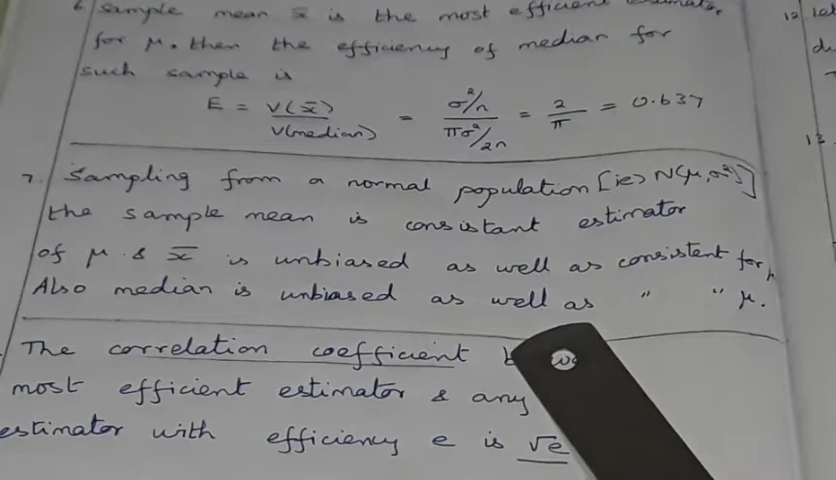 6. sample mean x̄ is the most efficient
for μ. then the efficiency of median for
such sample is
E = V(x̄)/V(median) = σ²/n / πσ²/2n = 2/π = 0.637
7. Sampling from a normal population [ie> N(μ,σ²)]
the sample mean is consistant estimator
of μ & x̄ is unbiased as well as consistent for μ
Also median is unbiased as well as " " μ.
The correlation coefficient
most efficient estimator & any
estimator with efficiency e is √e
12
13